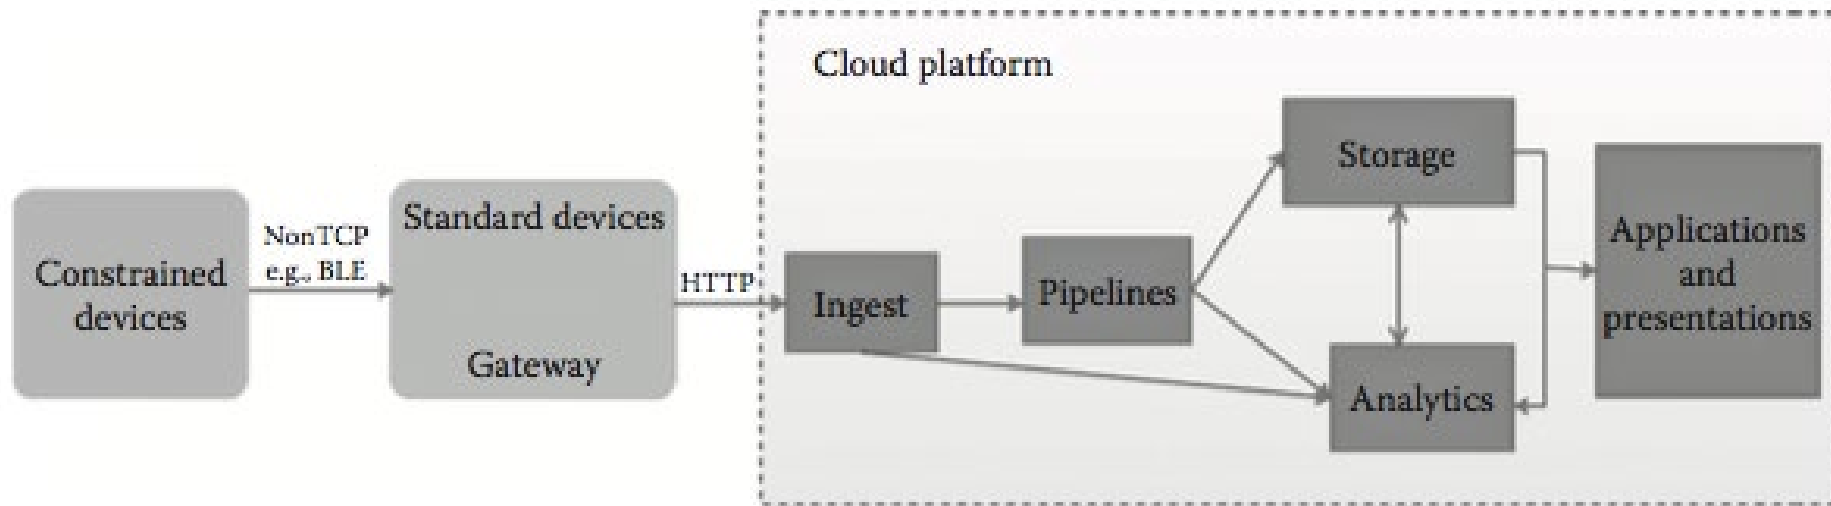 Cloud platform
Constrained
devices
NonTCP
e.g., BLE
Standard devices
Gateway
HTTP
Ingest
Pipelines
Storage
Analytics
Applications
and
presentations